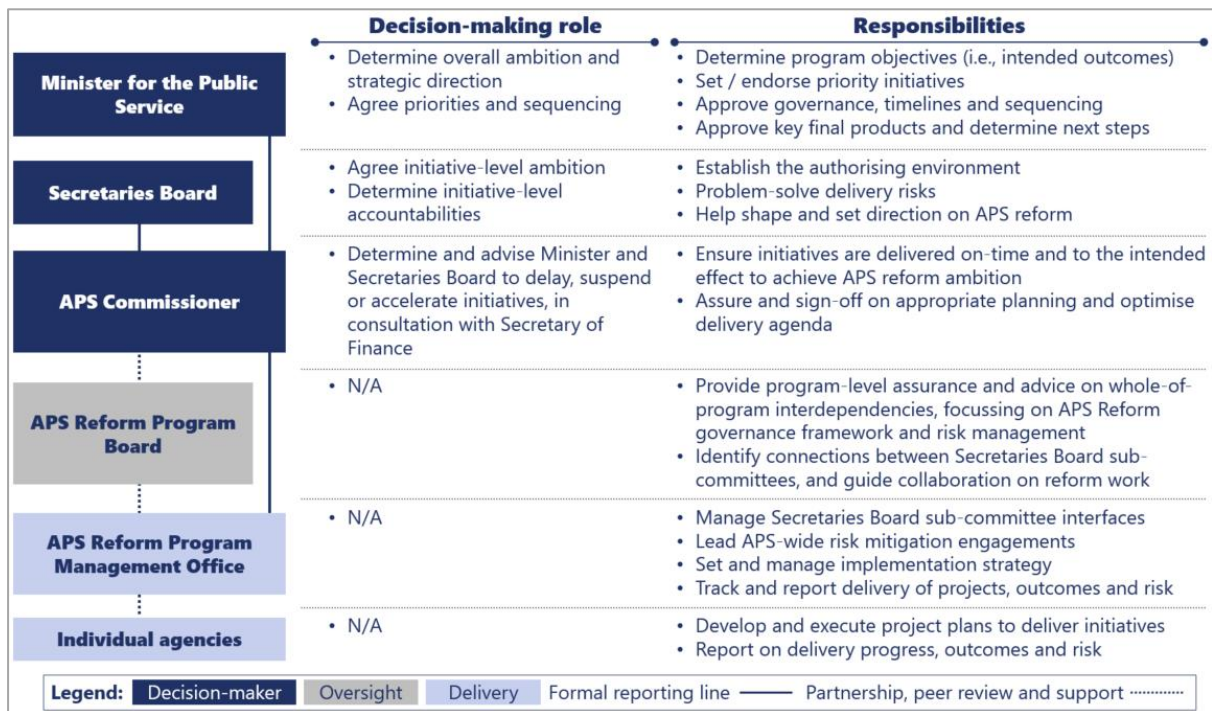 Decision-making role
Responsibilities
Minister for the Public
Service
• Determine overall ambition and
strategic direction
• Agree priorities and sequencing
• Determine program objectives (i.e., intended outcomes)
• Set / endorse priority initiatives
• Approve governance, timelines and sequencing
• Approve key final products and determine next steps
Secretaries Board
• Agree initiative-level ambition
• Determine initiative-level
accountabilities
• Establish the authorising environment
• Problem-solve delivery risks
• Help shape and set direction on APS reform
APS Commissioner
• Determine and advise Minister and
Secretaries Board to delay, suspend
or accelerate initiatives, in
consultation with Secretary of
Finance
• Ensure initiatives are delivered on-time and to the intended
effect to achieve APS reform ambition
• Assure and sign-off on appropriate planning and optimise
delivery agenda
APS Reform Program
Board
• N/A
• Provide program-level assurance and advice on whole-of-
program interdependencies, focussing on APS Reform
governance framework and risk management
• Identify connections between Secretaries Board sub-
committees, and guide collaboration on reform work
APS Reform Program
Management Office
• N/A
• Manage Secretaries Board sub-committee interfaces
• Lead APS-wide risk mitigation engagements
• Set and manage implementation strategy
• Track and report delivery of projects, outcomes and risk
Individual agencies
• N/A
• Develop and execute project plans to deliver initiatives
• Report on delivery progress, outcomes and risk
Legend: Decision-maker Oversight Delivery Formal reporting line Partnership, peer review and support